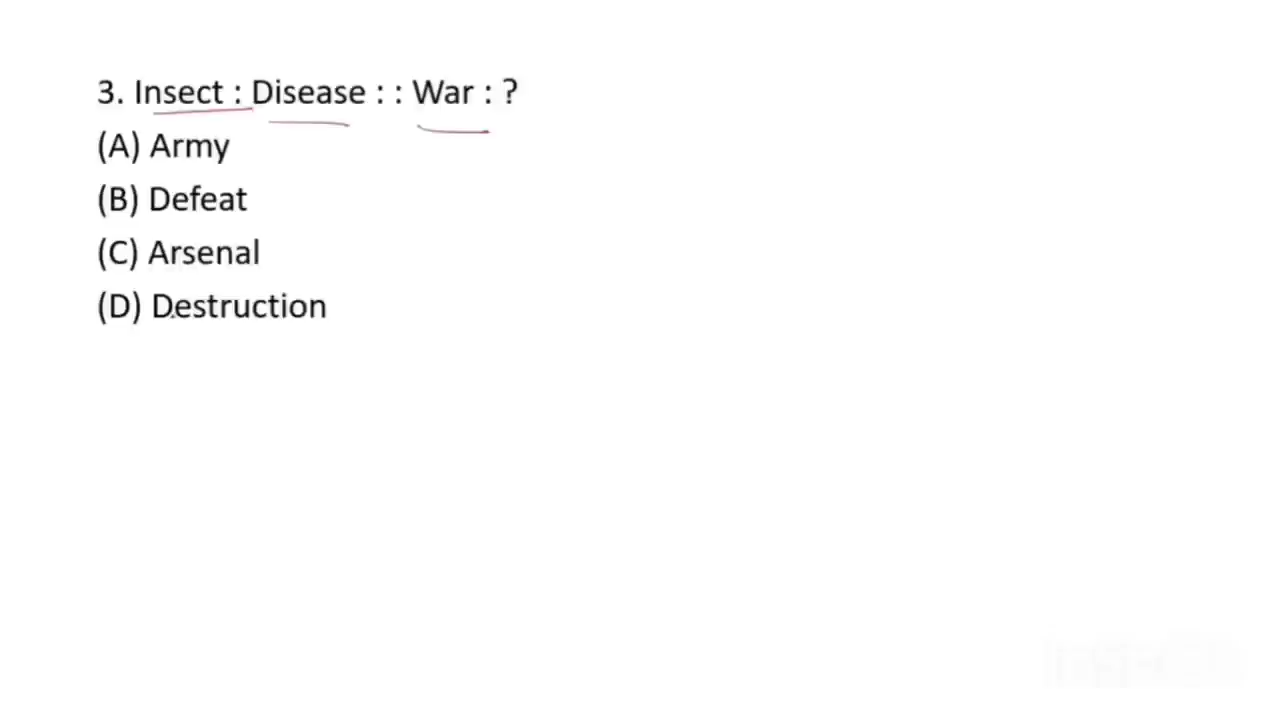 3. Insect : Disease : : War : ?
(A) Army
(B) Defeat
(C) Arsenal
(D) Destruction